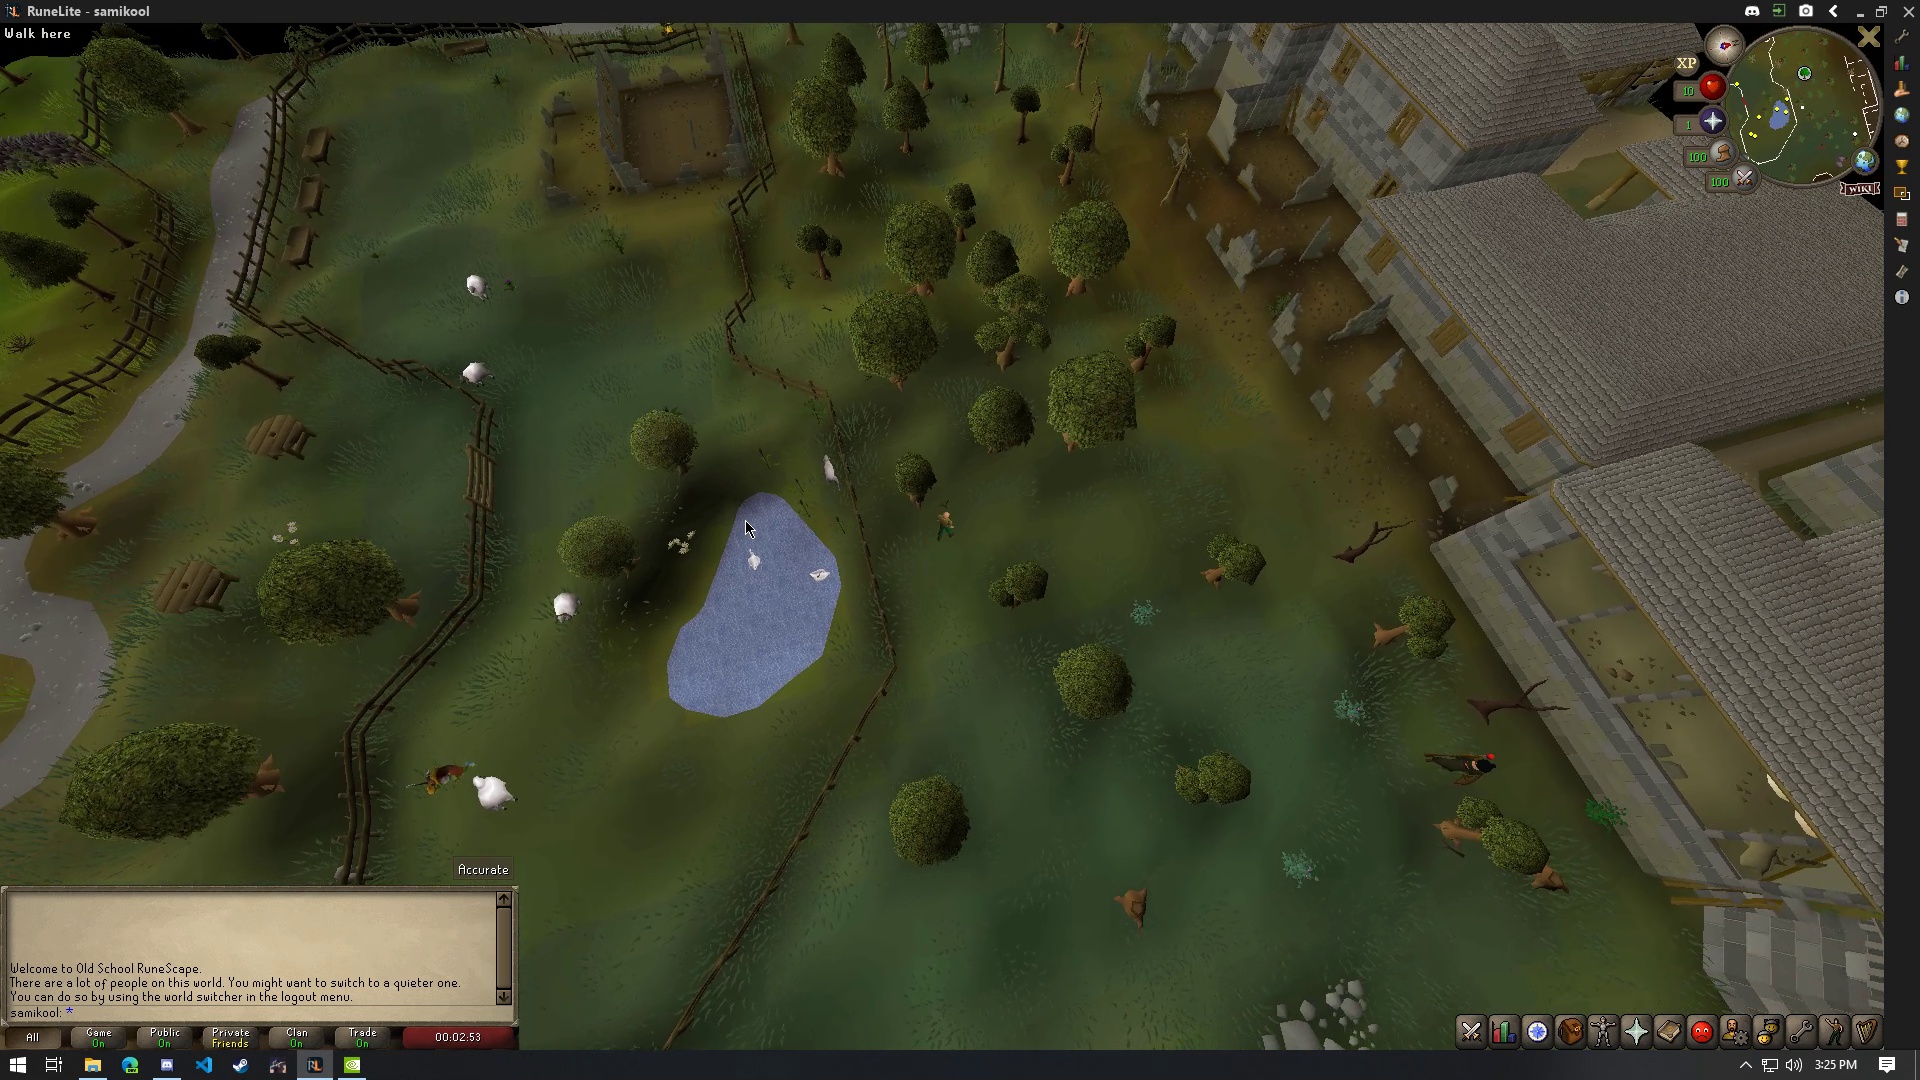 RuneLite - samikool
Walk here
XP
10
1
100
100
WIKI
Accurate
Welcome to Old School RuneScape.
There are a lot of people on this world. You might want to switch to a quieter one.
You can do so by using the world switcher in the logout menu.
samikool: *
All
Game
On
Public
On
Private
Friends
Clan
On
Trade
On
00:02:53
3:25 PM